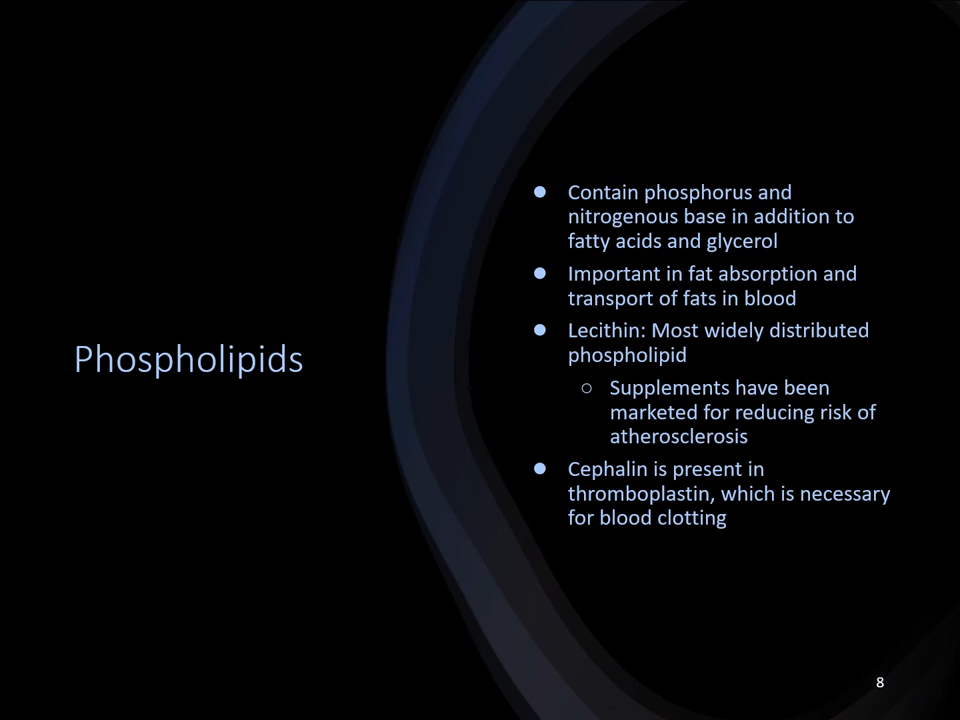 Phospholipids
● Contain phosphorus and
nitrogenous base in addition to
fatty acids and glycerol
● Important in fat absorption and
transport of fats in blood
● Lecithin: Most widely distributed
phospholipid
○ Supplements have been
marketed for reducing risk of
atherosclerosis
● Cephalin is present in
thromboplastin, which is necessary
for blood clotting
8